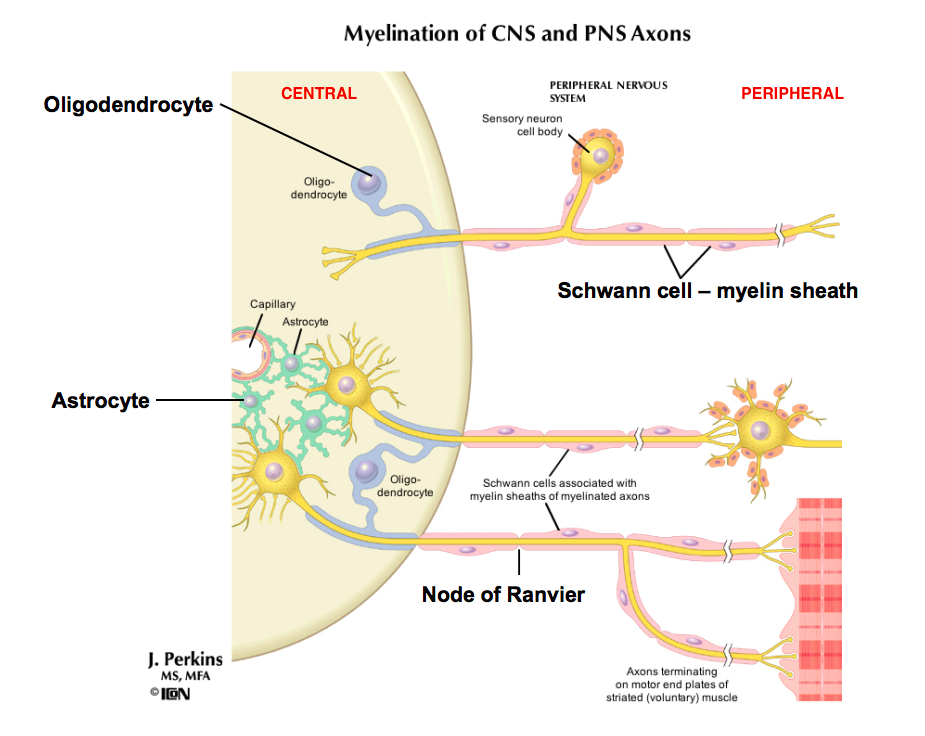 Myelination of CNS and PNS Axons
CENTRAL
PERIPHERAL NERVOUS
SYSTEM
PERIPHERAL
Oligodendrocyte
Sensory neuron
cell body
Oligo-
dendrocyte
Schwann cell – myelin sheath
Capillary
Astrocyte
Astrocyte
Oligo-
dendrocyte
Schwann cells associated with
myelin sheaths of myelinated axons
Node of Ranvier
J. Perkins
MS, MFA
© ICON
Axons terminating
on motor end plates of
striated (voluntary) muscle